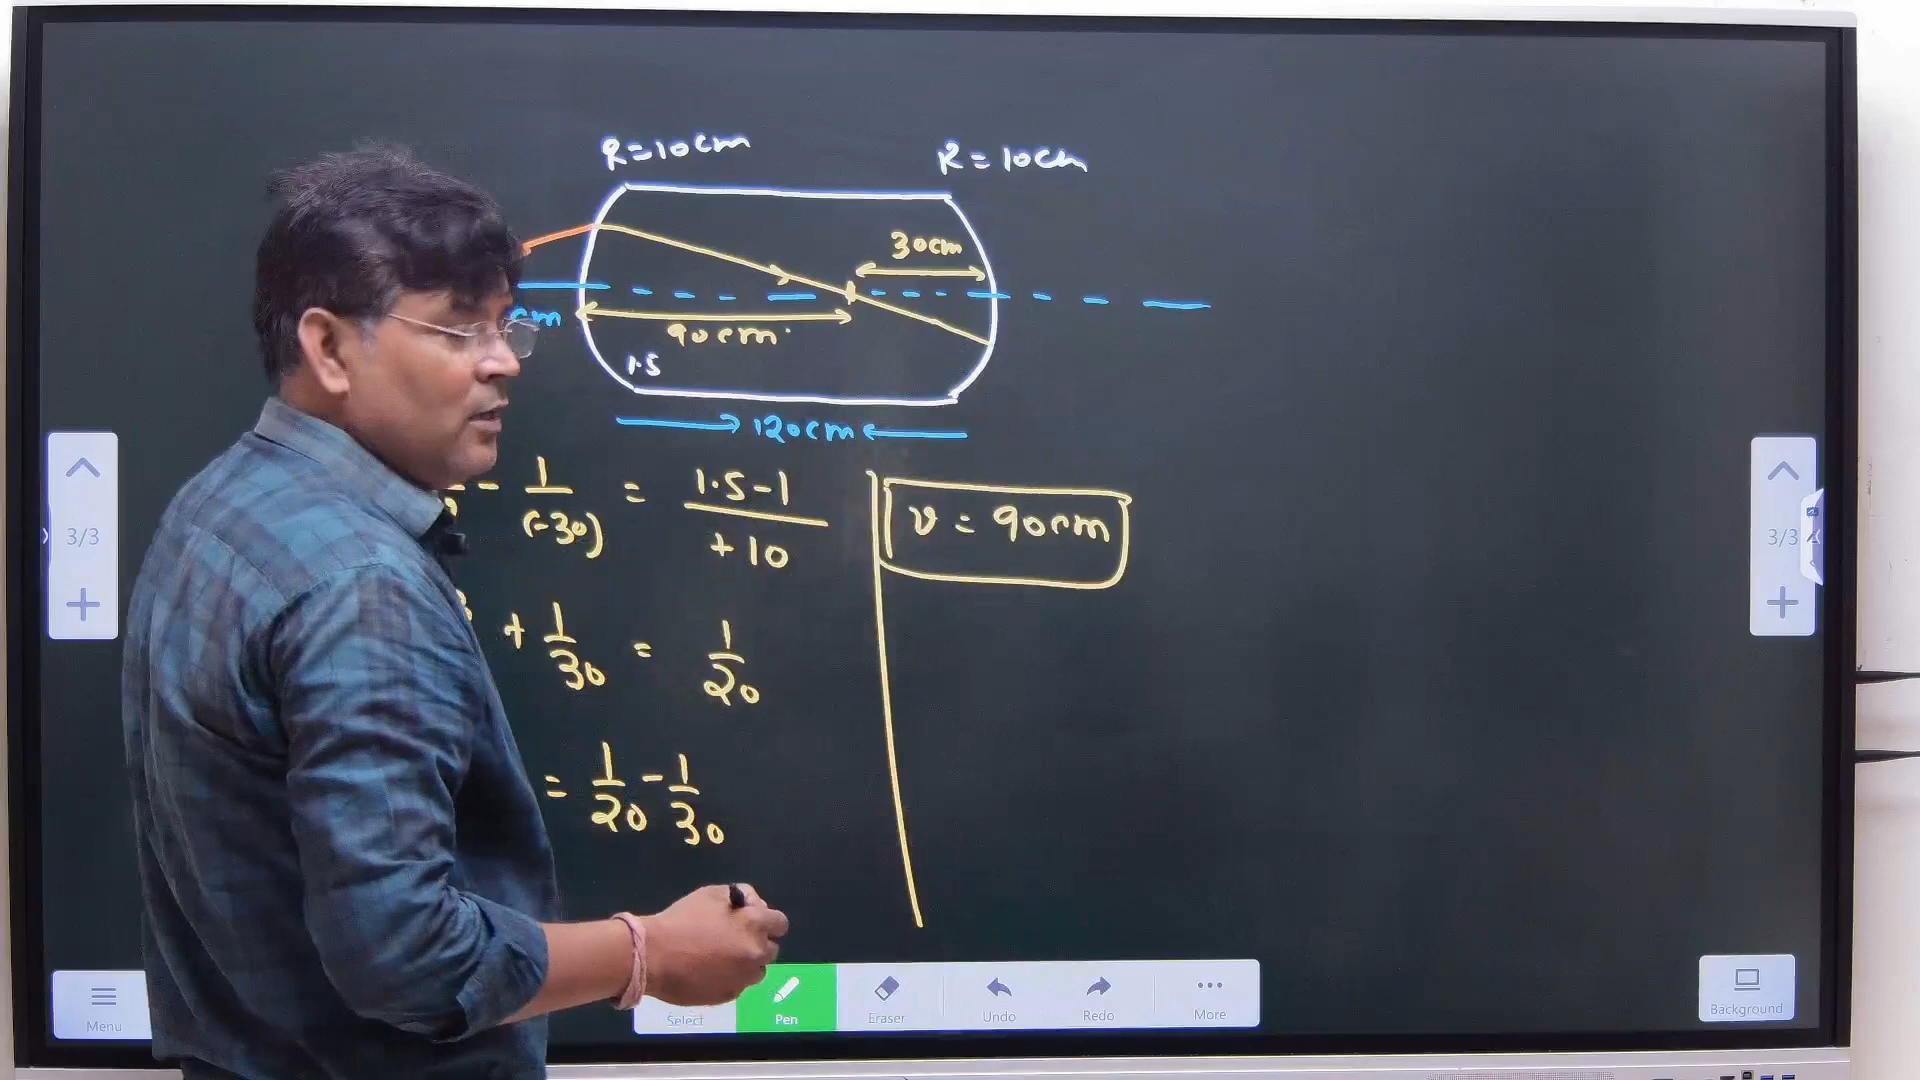 R=10cm
R=10cm
30cm
cm
90cm
1.5
120cm
- 1/(-30) = 1.5-1/+10
v = 90cm
+ 1/30 = 1/20
= 1/20 - 1/30
3/3
3/3
Menu
Select
Pen
Eraser
Undo
Redo
More
Background